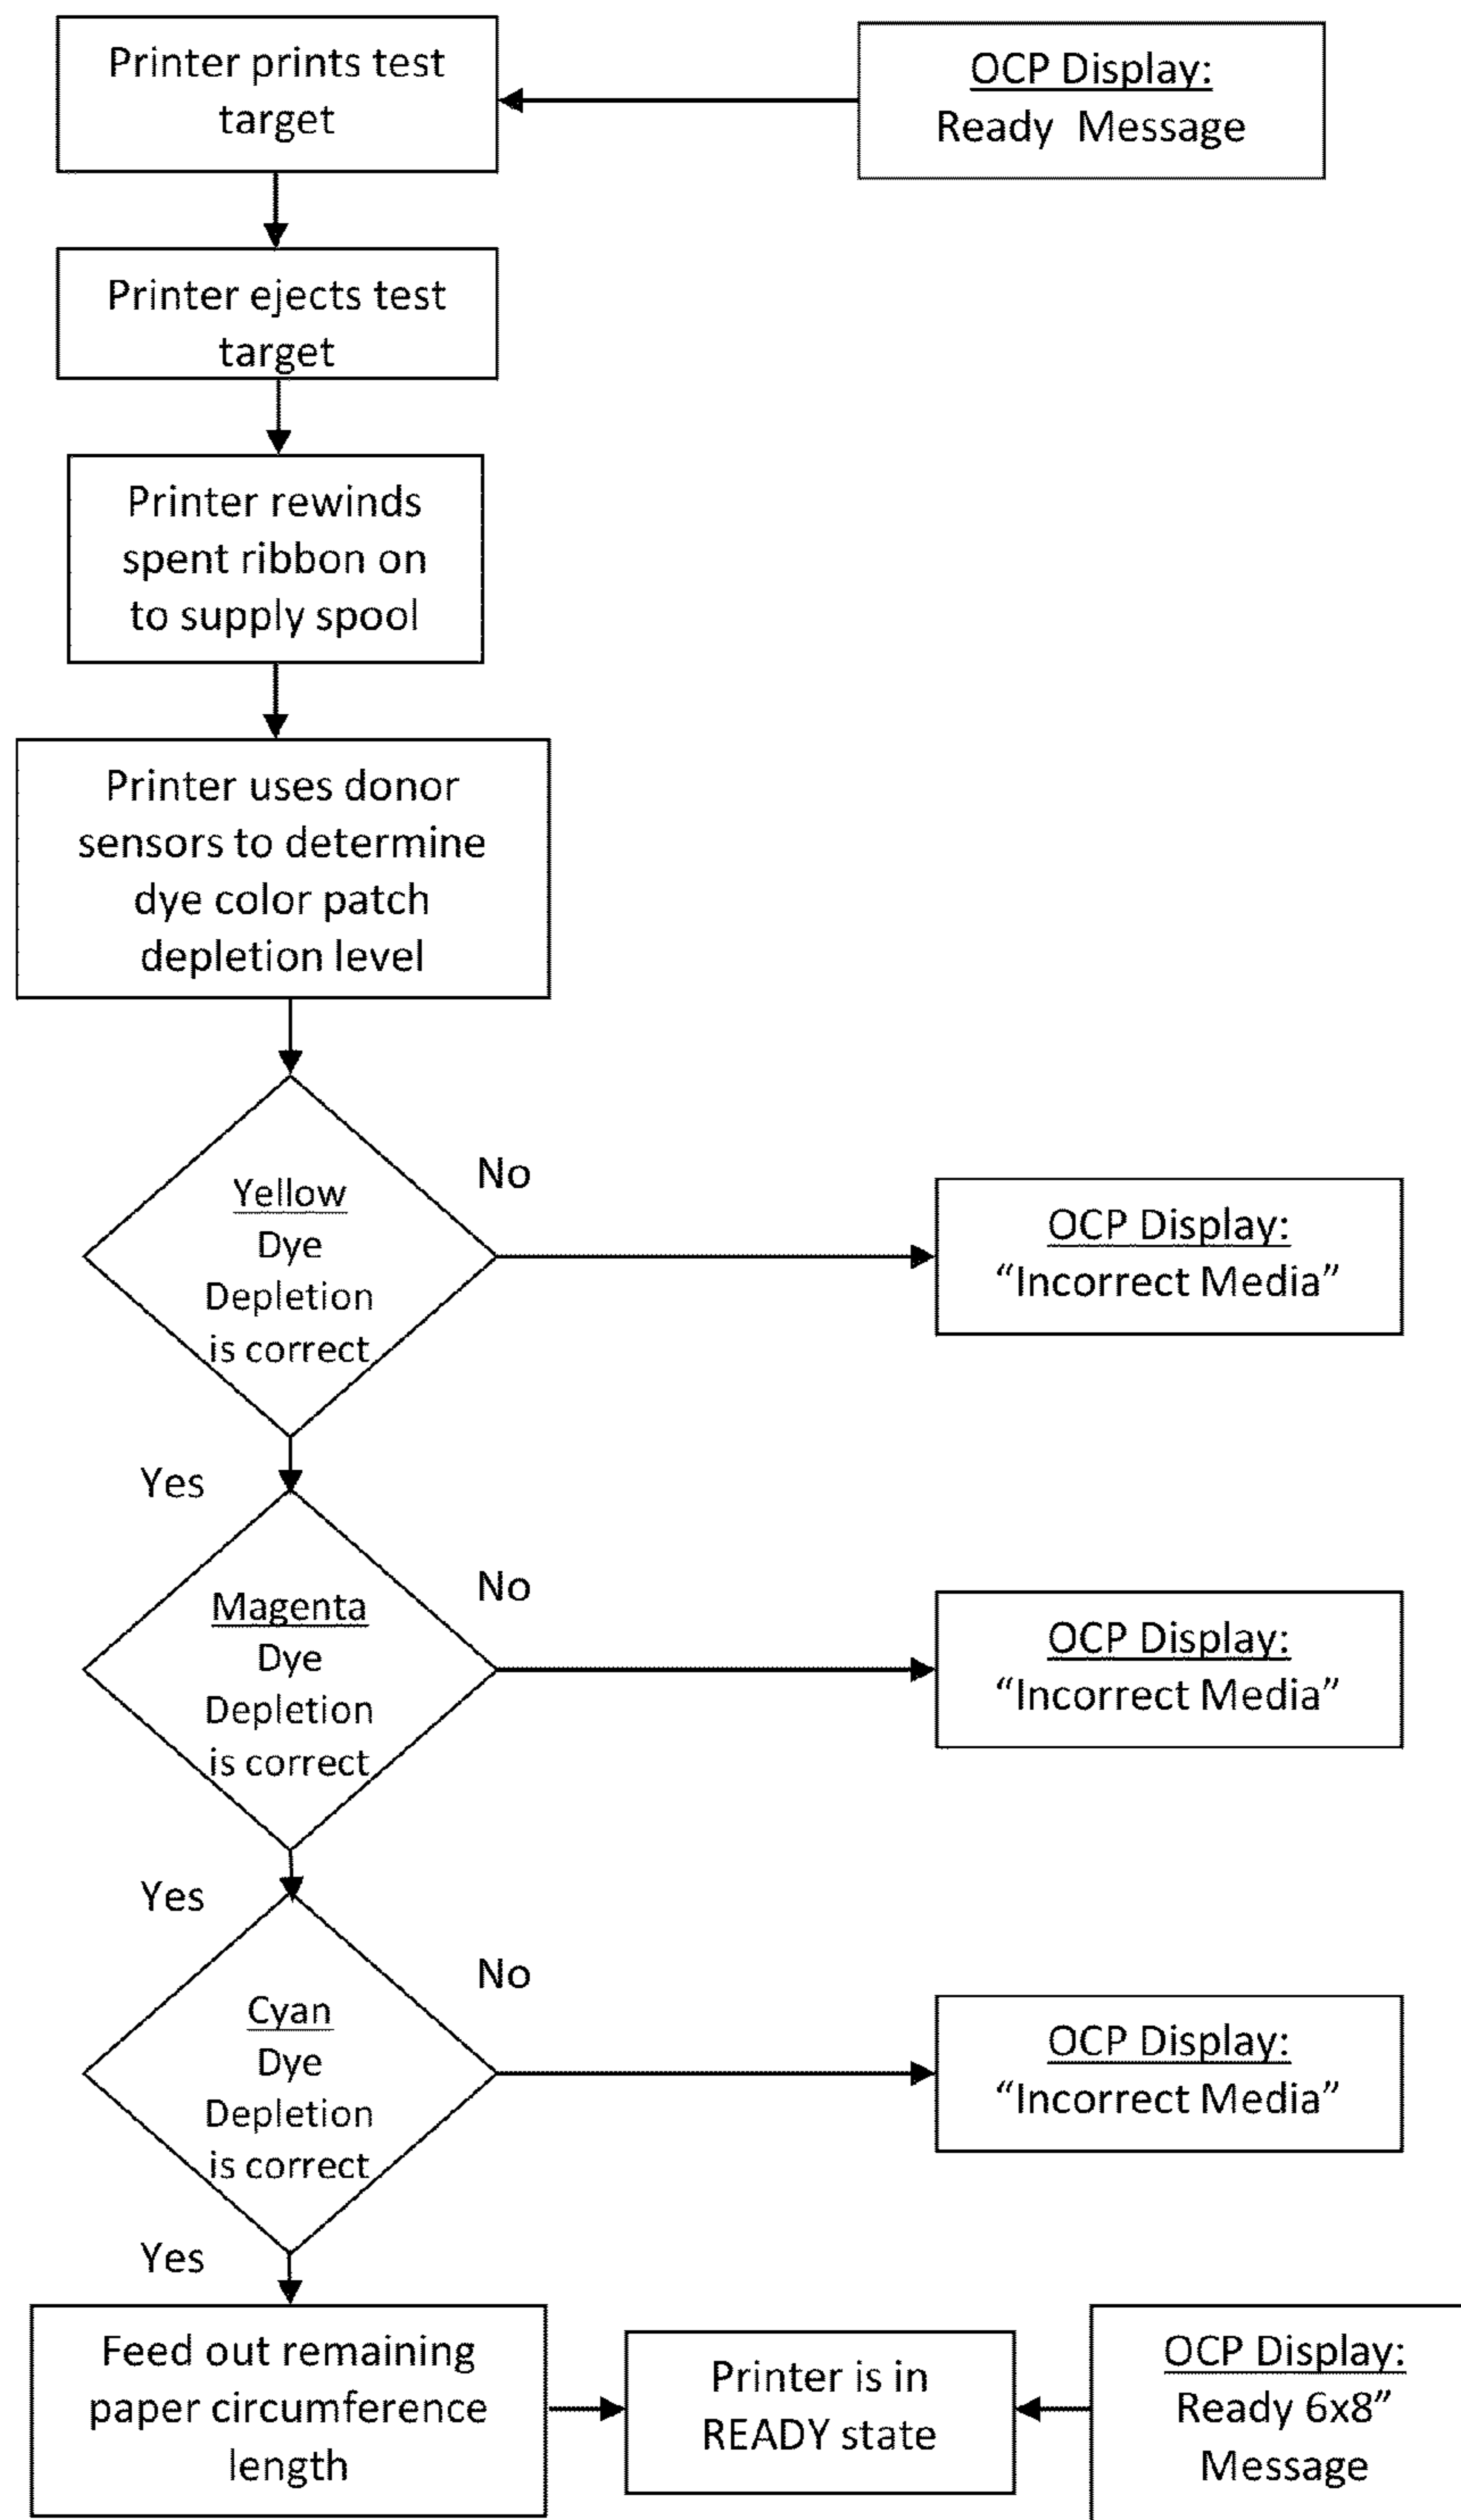 Printer prints test
target
OCP Display:
Ready Message
Printer ejects test
target
Printer rewinds
spent ribbon on
to supply spool
Printer uses donor
sensors to determine
dye color patch
depletion level
Yellow
Dye
Depletion
is correct
No
OCP Display:
“Incorrect Media”
Yes
Magenta
Dye
Depletion
is correct
No
OCP Display:
“Incorrect Media”
Yes
Cyan
Dye
Depletion
is correct
No
OCP Display:
“Incorrect Media”
Yes
Feed out remaining
paper circumference
length
Printer is in
READY state
OCP Display:
Ready 6x8”
Message